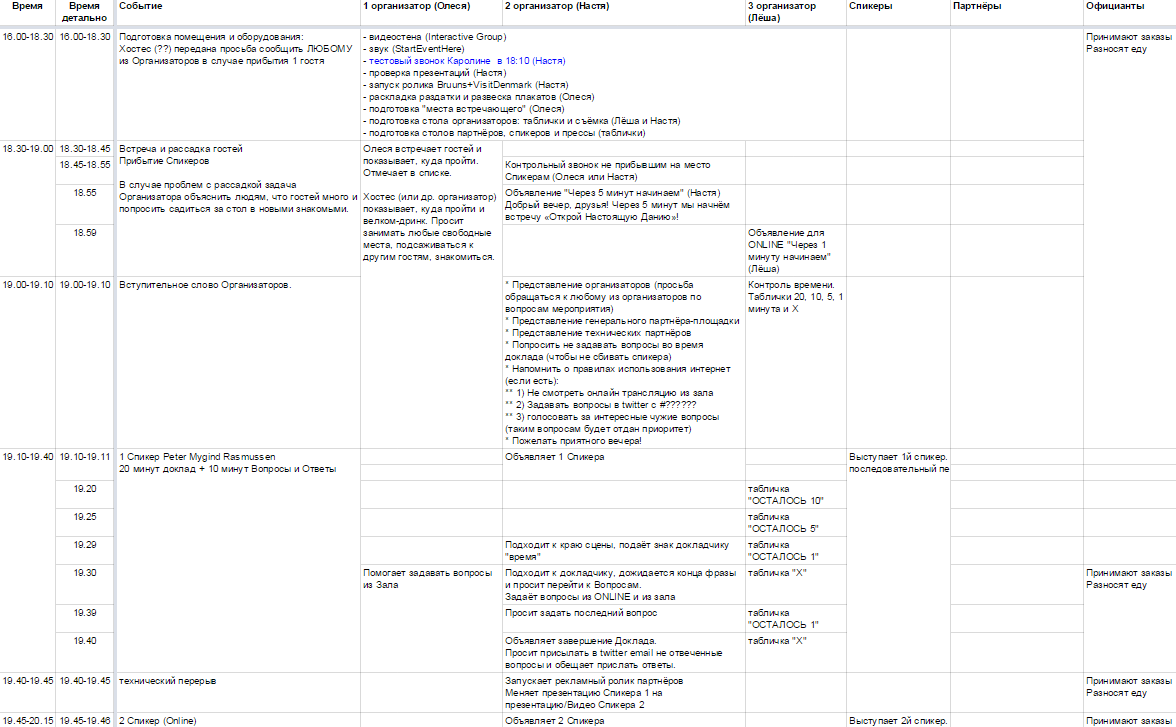 Время
Время детально
Событие
1 организатор (Олеся)
2 организатор (Настя)
3 организатор (Лёша)
Спикеры
Партнёры
Официанты
16.00-18.30
16.00-18.30
Подготовка помещения и оборудования:
Хостес (??) передана просьба сообщить ЛЮБОМУ
из Организаторов в случае прибытия 1 гостя
- видеостена (Interactive Group)
- звук (StartEventHere)
- тестовый звонок Каролине в 18:10 (Настя)
- проверка презентаций (Настя)
- запуск ролика Bruuns+VisitDenmark (Настя)
- раскладка раздатки и развеска плакатов (Олеся)
- подготовка "места встречающего" (Олеся)
- подготовка стола организаторов: таблички и съёмка (Лёша и Настя)
- подготовка столов партнёров, спикеров и прессы (таблички)
Принимают заказы
Разносят еду
18.30-19.00
18.30-18.45
Встреча и рассадка гостей
Прибытие Спикеров
В случае проблем с рассадкой задача
Организатора объяснить людям, что гостей много и
попросить садиться за стол в новыми знакомыми.
Олеся встречает гостей и
показывает, куда пройти.
Отмечает в списке.
Хостес (или др. организатор)
показывает, куда пройти и
велком-дринк. Просит
занимать любые свободные
места, подсаживаться к
другим гостям, знакомиться.
18.45-18.55
Контрольный звонок не прибывшим на место
Спикерам (Олеся или Настя)
18.55
Объявление "Через 5 минут начинаем" (Настя)
Добрый вечер, друзья! Через 5 минут мы начнём
встречу «Открой Настоящую Данию»!
18.59
Объявление для
ONLINE "Через 1
минуту начинаем"
(Лёша)
19.00-19.10
19.00-19.10
Вступительное слово Организаторов.
* Представление организаторов (просьба
обращаться к любому из организаторов по
вопросам мероприятия)
* Представление генерального партнёра-площадки
* Представление технических партнёров
* Попросить не задавать вопросы во время
доклада (чтобы не сбивать спикера)
* Напомнить о правилах использования интернет
(если есть):
** 1) Не смотреть онлайн трансляцию из зала
** 2) Задавать вопросы в twitter с #??????
** 3) голосовать за интересные чужие вопросы
(таким вопросам будет отдан приоритет)
* Пожелать приятного вечера!
Контроль времени.
Таблички 20, 10, 5, 1
минута и X
19.10-19.40
19.10-19.11
1 Спикер Peter Mygind Rasmussen
20 минут доклад + 10 минут Вопросы и Ответы
Объявляет 1 Спикера
Выступает 1й спикер.
последовательный пе
19.20
табличка
"ОСТАЛОСЬ 10"
19.25
табличка
"ОСТАЛОСЬ 5"
19.29
Подходит к краю сцены, подаёт знак докладчику
"время"
табличка
"ОСТАЛОСЬ 1"
19.30
Помогает задавать вопросы
из Зала
Подходит к докладчику, дожидается конца фразы
и просит перейти к Вопросам.
Задаёт вопросы из ONLINE и из зала
табличка "X"
Принимают заказы
Разносят еду
19.39
Просит задать последний вопрос
табличка
"ОСТАЛОСЬ 1"
19.40
Объявляет завершение Доклада.
Просит присылать в twitter email не отвеченные
вопросы и обещает прислать ответы.
табличка "X"
19.40-19.45
19.40-19.45
технический перерыв
Запускает рекламный ролик партнёров
Меняет презентацию Спикера 1 на
презентацию/Видео Спикера 2
Принимают заказы
Разносят еду
19.45-20.15
19.45-19.46
2 Спикер (Online)
Объявляет 2 Спикера
Выступает 2й спикер.
Принимают заказы